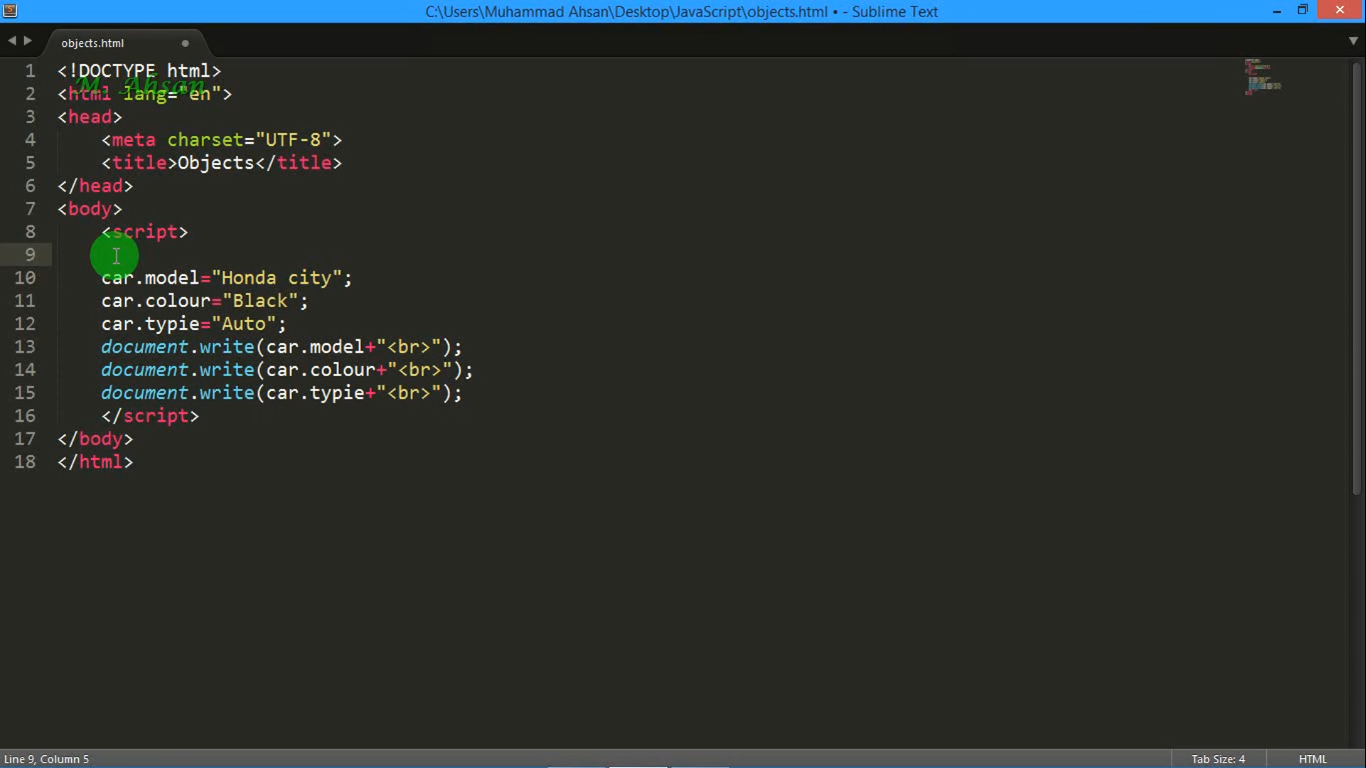 C:\Users\Muhammad Ahsan\Desktop\JavaScript\objects.html • - Sublime Text
objects.html
1 <!DOCTYPE html>
M. Ahsan
2 <html lang="en">
3 <head>
4 <meta charset="UTF-8">
5 <title>Objects</title>
6 </head>
7 <body>
8 <script>
9
10 car.model="Honda city";
11 car.colour="Black";
12 car.typie="Auto";
13 document.write(car.model+"<br>");
14 document.write(car.colour+"<br>");
15 document.write(car.typie+"<br>");
16 </script>
17 </body>
18 </html>
Line 9, Column 5
Tab Size: 4
HTML